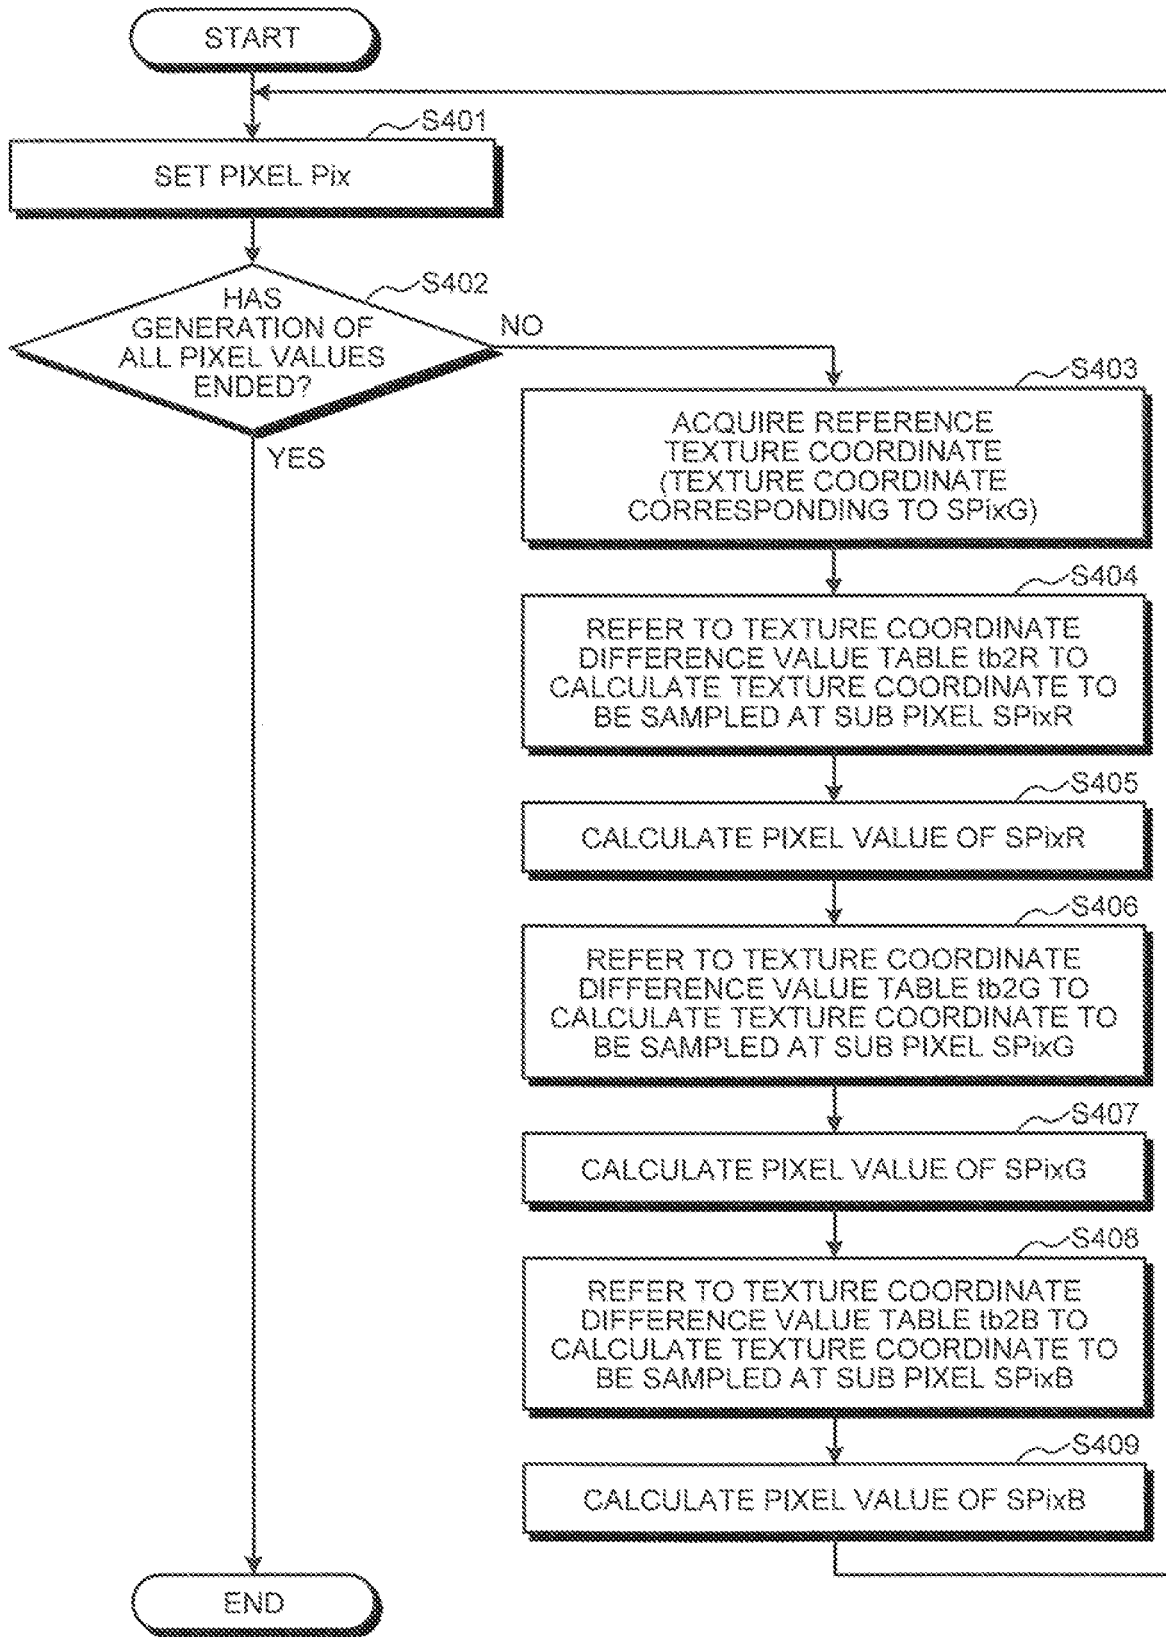 START
S401
SET PIXEL Pix
S402
HAS
GENERATION OF
ALL PIXEL VALUES
ENDED?
NO
YES
S403
ACQUIRE REFERENCE
TEXTURE COORDINATE
(TEXTURE COORDINATE
CORRESPONDING TO SPixG)
S404
REFER TO TEXTURE COORDINATE
DIFFERENCE VALUE TABLE tb2R TO
CALCULATE TEXTURE COORDINATE TO
BE SAMPLED AT SUB PIXEL SPixR
S405
CALCULATE PIXEL VALUE OF SPixR
S406
REFER TO TEXTURE COORDINATE
DIFFERENCE VALUE TABLE tb2G TO
CALCULATE TEXTURE COORDINATE TO
BE SAMPLED AT SUB PIXEL SPixG
S407
CALCULATE PIXEL VALUE OF SPixG
S408
REFER TO TEXTURE COORDINATE
DIFFERENCE VALUE TABLE tb2B TO
CALCULATE TEXTURE COORDINATE TO
BE SAMPLED AT SUB PIXEL SPixB
S409
CALCULATE PIXEL VALUE OF SPixB
END